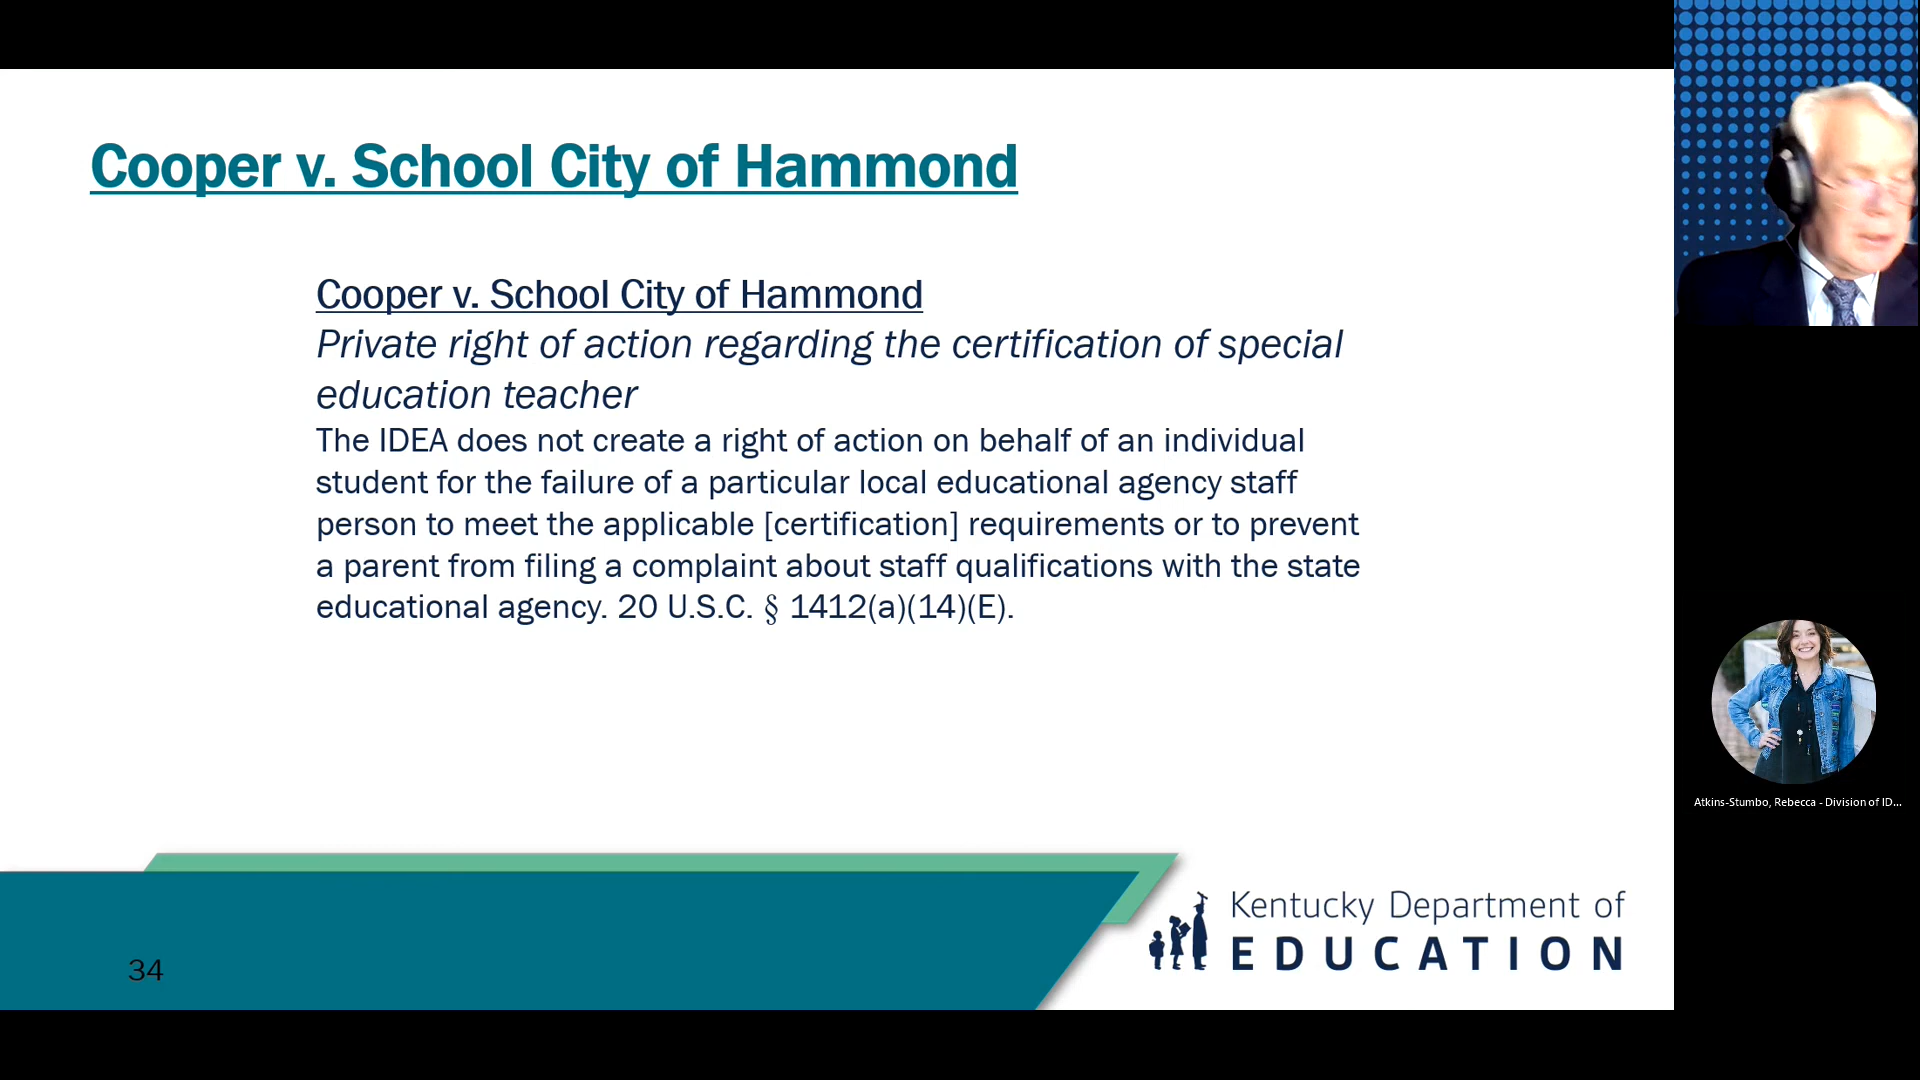 Cooper v. School City of Hammond
Cooper v. School City of Hammond
Private right of action regarding the certification of special
education teacher
The IDEA does not create a right of action on behalf of an individual
student for the failure of a particular local educational agency staff
person to meet the applicable [certification] requirements or to prevent
a parent from filing a complaint about staff qualifications with the state
educational agency. 20 U.S.C. § 1412(a)(14)(E).
Atkins-Stumbo, Rebecca - Division of ID...
Kentucky Department of
EDUCATION
34